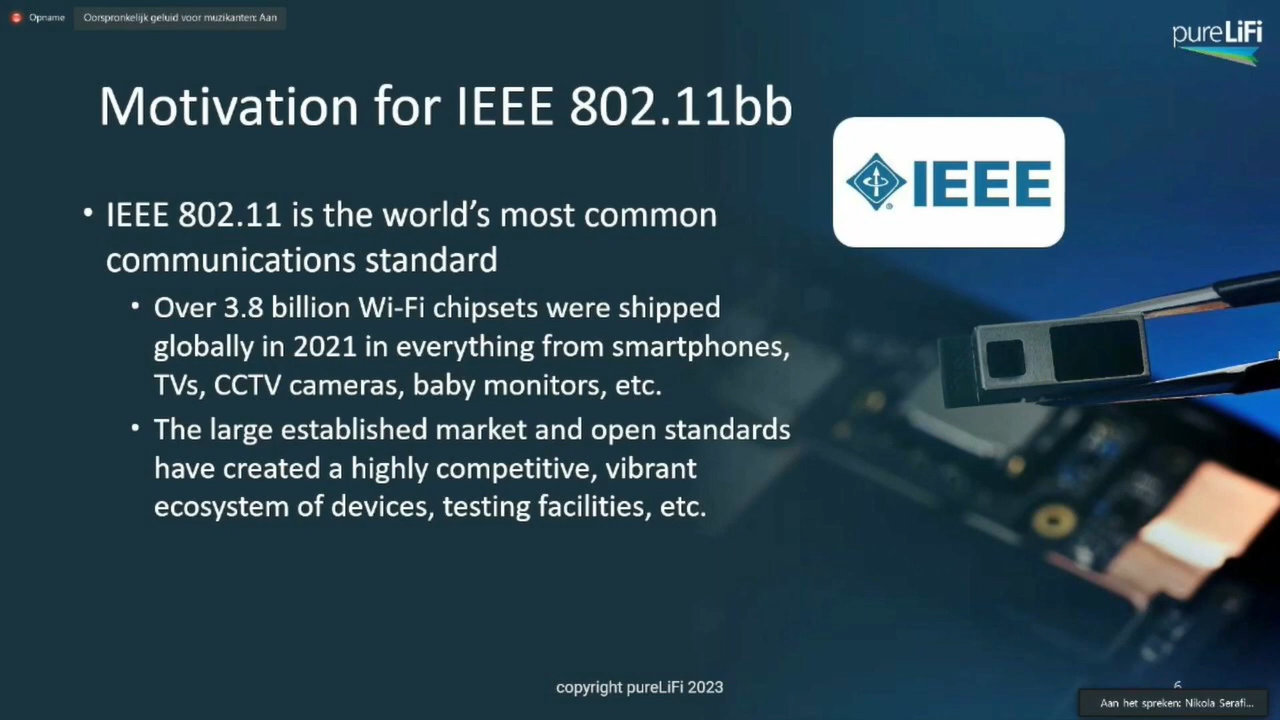 Opname
Oorspronkelijk geluid voor muzikanten: Aan
pureLiFi
Motivation for IEEE 802.11bb
IEEE
• IEEE 802.11 is the world's most common
communications standard
• Over 3.8 billion Wi-Fi chipsets were shipped
globally in 2021 in everything from smartphones,
TVs, CCTV cameras, baby monitors, etc.
• The large established market and open standards
have created a highly competitive, vibrant
ecosystem of devices, testing facilities, etc.
copyright pureLiFi 2023
6
Aan het spreken: Nikola Serafi...